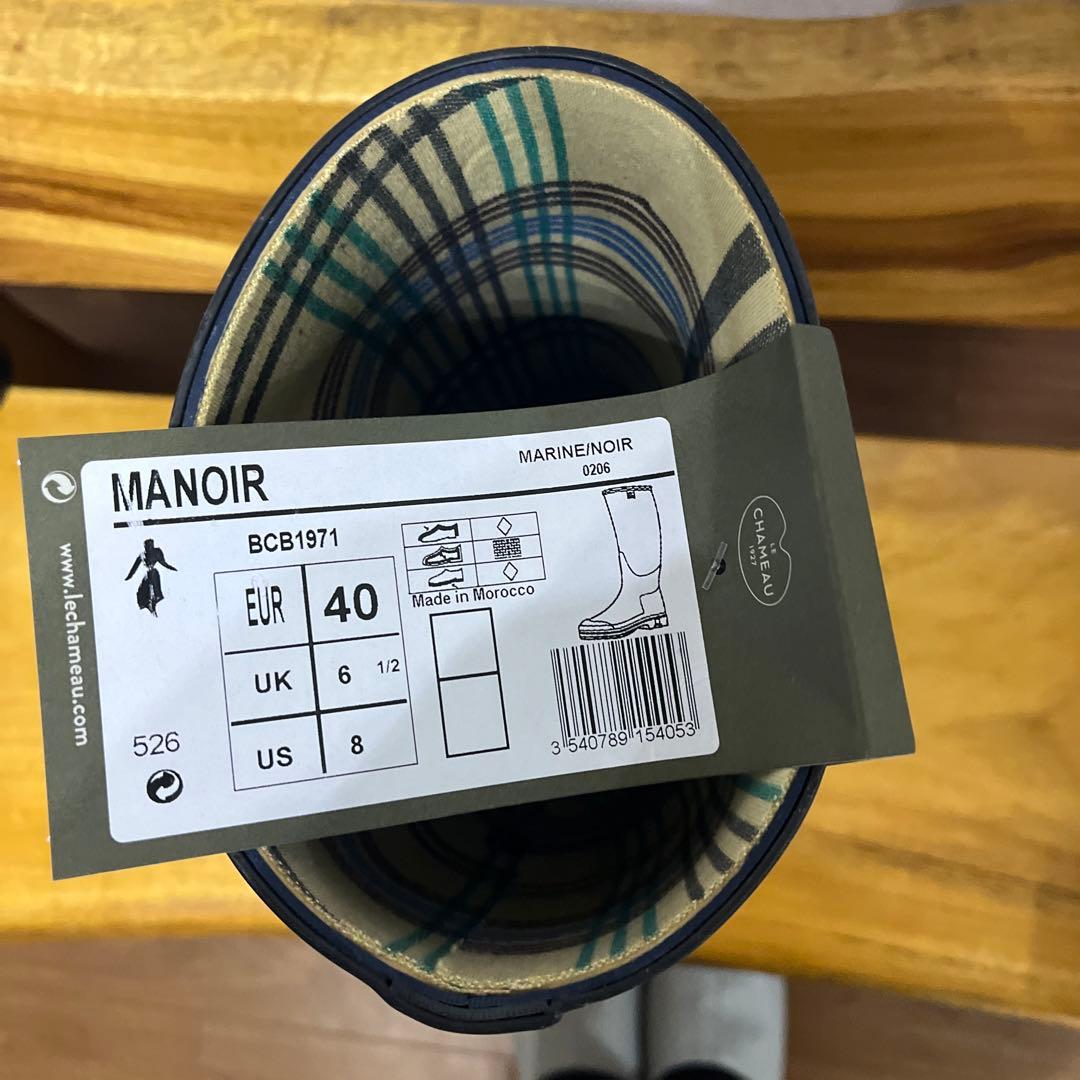 MANOIR
MARINE/NOIR
0206
BCB1971
EUR 40
UK 6 1/2
US 8
Made in Morocco
526
3 540789 154053
www.lechameau.com
LE
CHAMEAU
1927